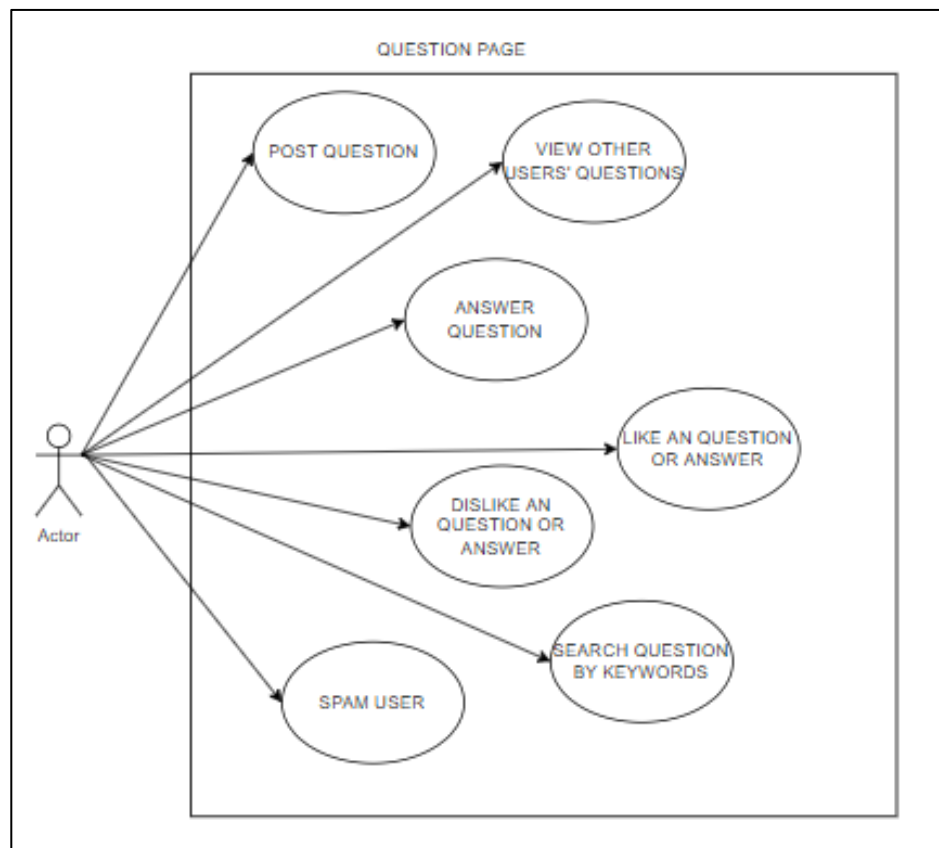 QUESTION PAGE
POST QUESTION
VIEW OTHER
USERS' QUESTIONS
ANSWER
QUESTION
LIKE AN QUESTION
OR ANSWER
Actor
DISLIKE AN
QUESTION OR
ANSWER
SEARCH QUESTION
BY KEYWORDS
SPAM USER